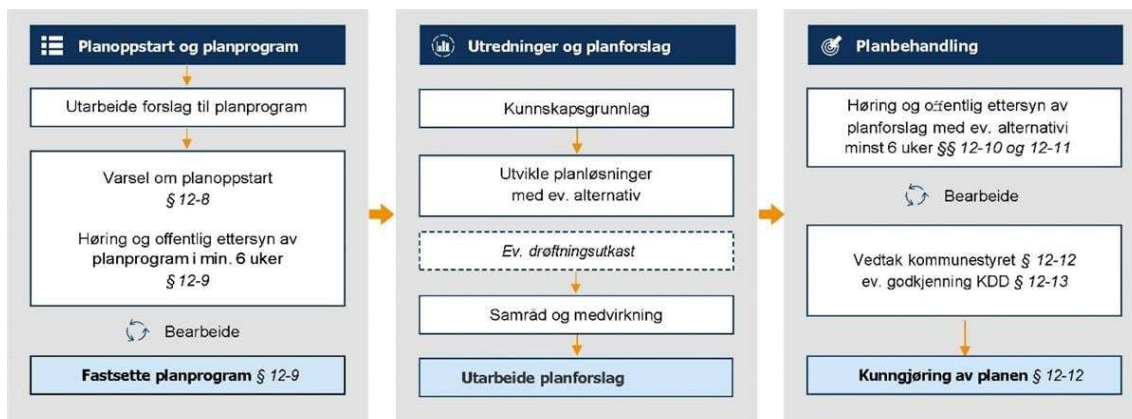 Planoppstart og planprogram
Utarbeide forslag til planprogram
Varsel om planoppstart
§ 12-8
Høring og offentlig ettersyn av
planprogram i min. 6 uker
§ 12-9
Bearbeide
Fastsette planprogram § 12-9
Utredninger og planforslag
Kunnskapsgrunnlag
Utvikle planløsninger
med ev. alternativ
Ev. drøftningsutkast
Samråd og medvirkning
Utarbeide planforslag
Planbehandling
Høring og offentlig ettersyn av
planforslag med ev. alternativi
minst 6 uker §§ 12-10 og 12-11
Bearbeide
Vedtak kommunestyret § 12-12
ev. godkjenning KDD § 12-13
Kunngjøring av planen § 12-12